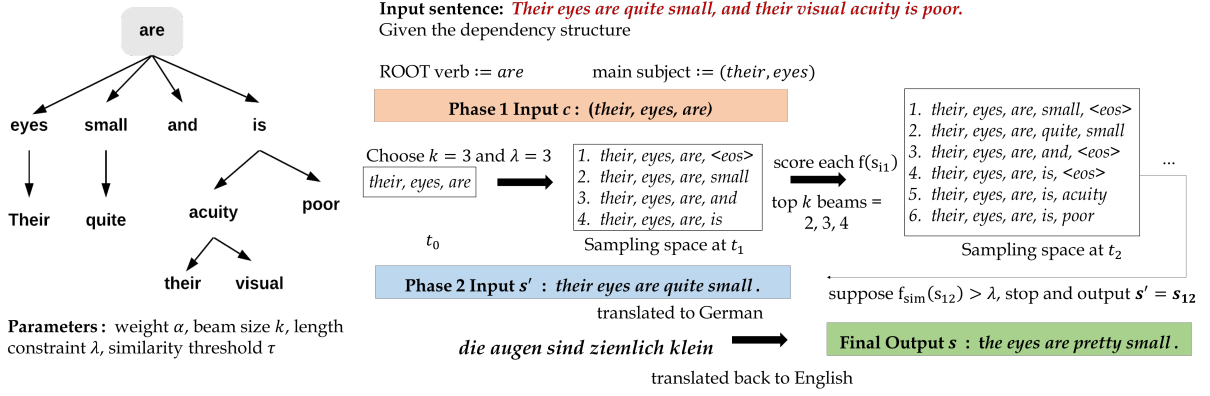 are
eyes small and is
Their quite acuity poor
their visual
Parameters : weight α, beam size k, length
constraint λ, similarity threshold τ
Input sentence: Their eyes are quite small, and their visual acuity is poor.
Given the dependency structure
ROOT verb ∶= are main subject ∶= (their, eyes)
Phase 1 Input c : (their, eyes, are)
Choose k = 3 and λ = 3
their, eyes, are
t₀
1. their, eyes, are, <eos>
2. their, eyes, are, small
3. their, eyes, are, and
4. their, eyes, are, is
Sampling space at t₁
score each f(sᵢ₁)
top k beams =
2, 3, 4
1. their, eyes, are, small, <eos>
2. their, eyes, are, quite, small
3. their, eyes, are, and, <eos>
4. their, eyes, are, is, <eos>
5. their, eyes, are, is, acuity
6. their, eyes, are, is, poor
Sampling space at t₂
...
suppose f_sim(s₁₂) > λ, stop and output s′ = s₁₂
Phase 2 Input s′ : their eyes are quite small .
translated to German
die augen sind ziemlich klein
translated back to English
Final Output s : the eyes are pretty small .